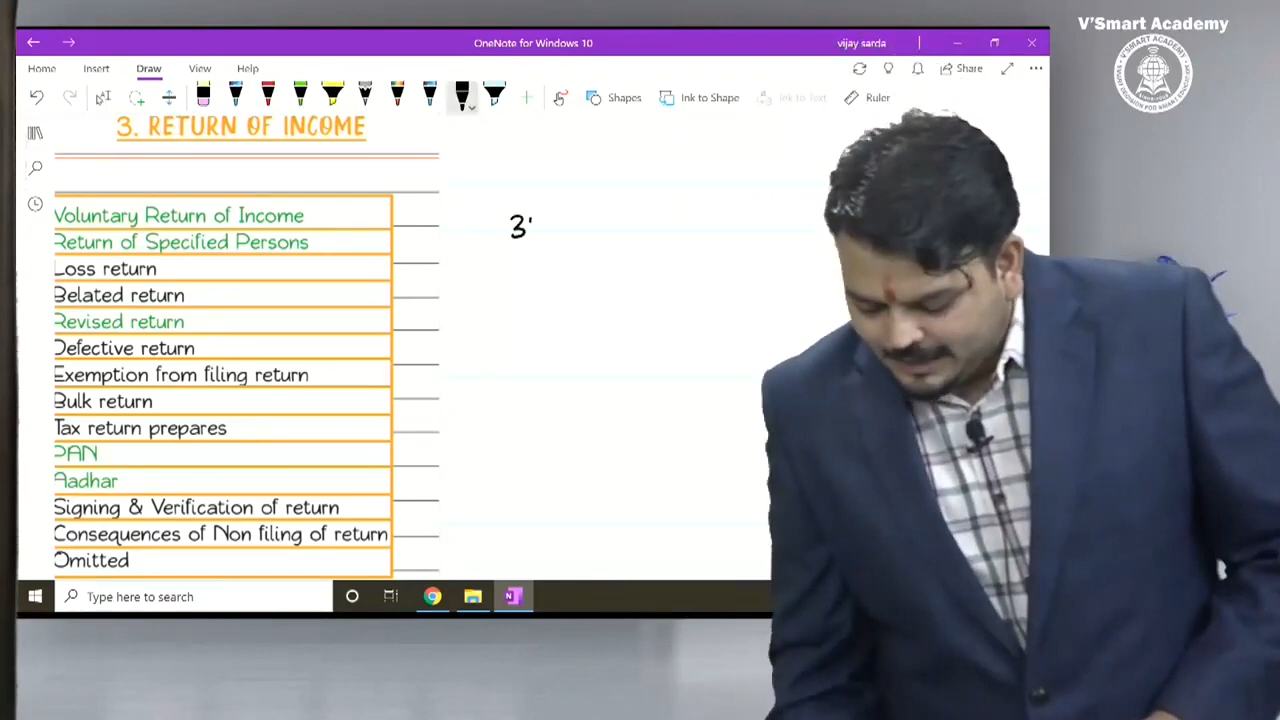 V'Smart Academy
OneNote for Windows 10
vijay sarda
Home Insert Draw View Help
Share
Shapes Ink to Shape Ink to Text Ruler
3. RETURN OF INCOME
Voluntary Return of Income
Return of Specified Persons
Loss return
Belated return
Revised return
Defective return
Exemption from filing return
Bulk return
Tax return prepares
PAN
Aadhar
Signing & Verification of return
Consequences of Non filing of return
Omitted
3'
Type here to search